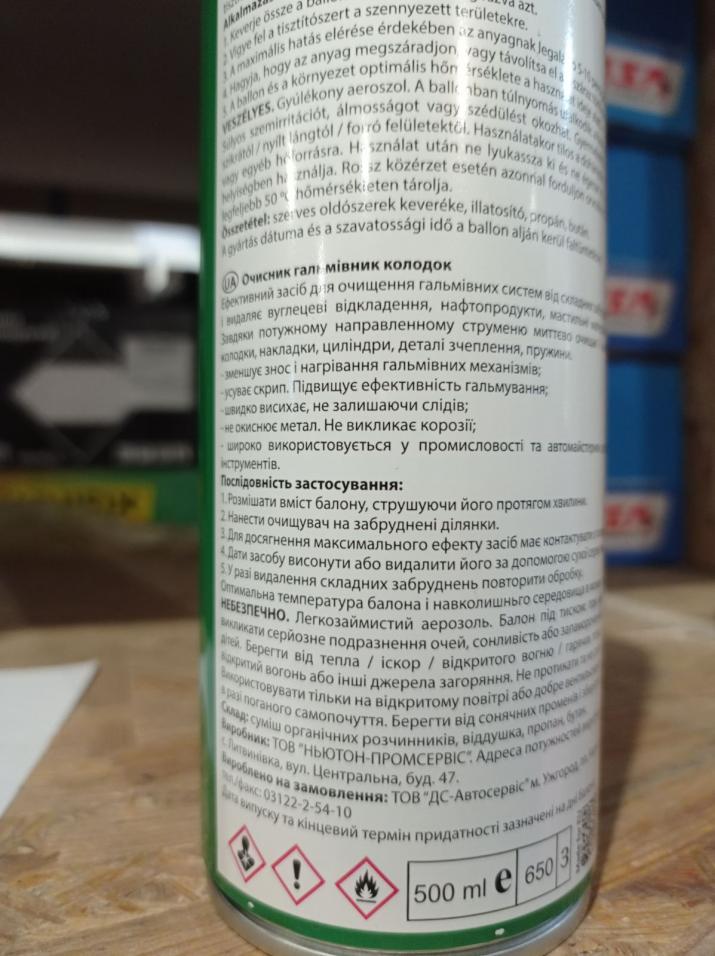 Alkalmazás
1. Keverje össze a ballon
2. Vigye fel a tisztítószert a szennyezett területekre.
3. A maximális hatás elérése érdekében az anyagnak legalább 5-10
4. Hagyja, hogy az anyag megszáradjon, vagy távolítsa el a
5. A ballon és a környezet optimális hőmérséklete a
VESZÉLYES. Gyúlékony aeroszol. A ballonban túlnyomás
Súlyos szemirritációt, álmosságot vagy szédülést okozhat.
szikrától / nyílt lángtól / forró felületektől. Használatakor tilos a
vagy egyéb hőforrásra. Használat után ne lyukassza ki és ne
helyiségben használja. Rossz közérzet esetén azonnal forduljon
legfeljebb 50 °C hőmérsékleten tárolja.
Összetétel: szerves oldószerek keveréke, illatosító, propán, bután.
A gyártás dátuma és a szavatossági idő a ballon alján kerül
UA Очисник гальмівник колодок
Ефективний засіб для очищення гальмівних систем від
і видаляє вуглецеві відкладення, нафтопродукти, мастильні
Завдяки потужному направленному струменю миттєво
колодки, накладки, циліндри, деталі зчеплення, пружини.
- зменшує знос і нагрівання гальмівних механізмів;
- усуває скрип. Підвищує ефективність гальмування;
- швидко висихає, не залишаючи слідів;
- не окиснює метал. Не викликає корозії;
- широко використовується у промисловості та
інструментів.
Послідовність застосування:
1. Розмішати вміст балону, струшуючи його протягом хвилини.
2. Нанести очищувач на забруднені ділянки.
3. Для досягнення максимального ефекту засіб має контактувати
4. Дати засобу висонути або видалити його за допомогою сухої
5. У разі видалення складних забруднень повторити обробку.
Оптимальна температура балона і навколишнього середовища
НЕБЕЗПЕЧНО. Легкозаймистий аерозоль. Балон під тиском.
викликати серйозне подразнення очей, сонливість або
дітей. Берегти від тепла / іскор / відкритого вогню /
відкритий вогонь або інші джерела загоряння. Не протикати
Використовувати тільки на відкритому повітрі або добре
в разі поганого самопочуття. Берегти від сонячних променів
Склад: суміш органічних розчинників, віддушка, пропан, бутан.
Виробник: ТОВ "НЬЮТОН-ПРОМСЕРВІС". Адреса потужностей
с. Литвинівка, вул. Центральна, буд. 47.
Вироблено на замовлення: ТОВ "ДС-Автосервіс" м. Ужгород,
тел./факс: 03122-2-54-10
Дата випуску та кінцевий термін придатності зазначені на дні
500 ml e 650 3